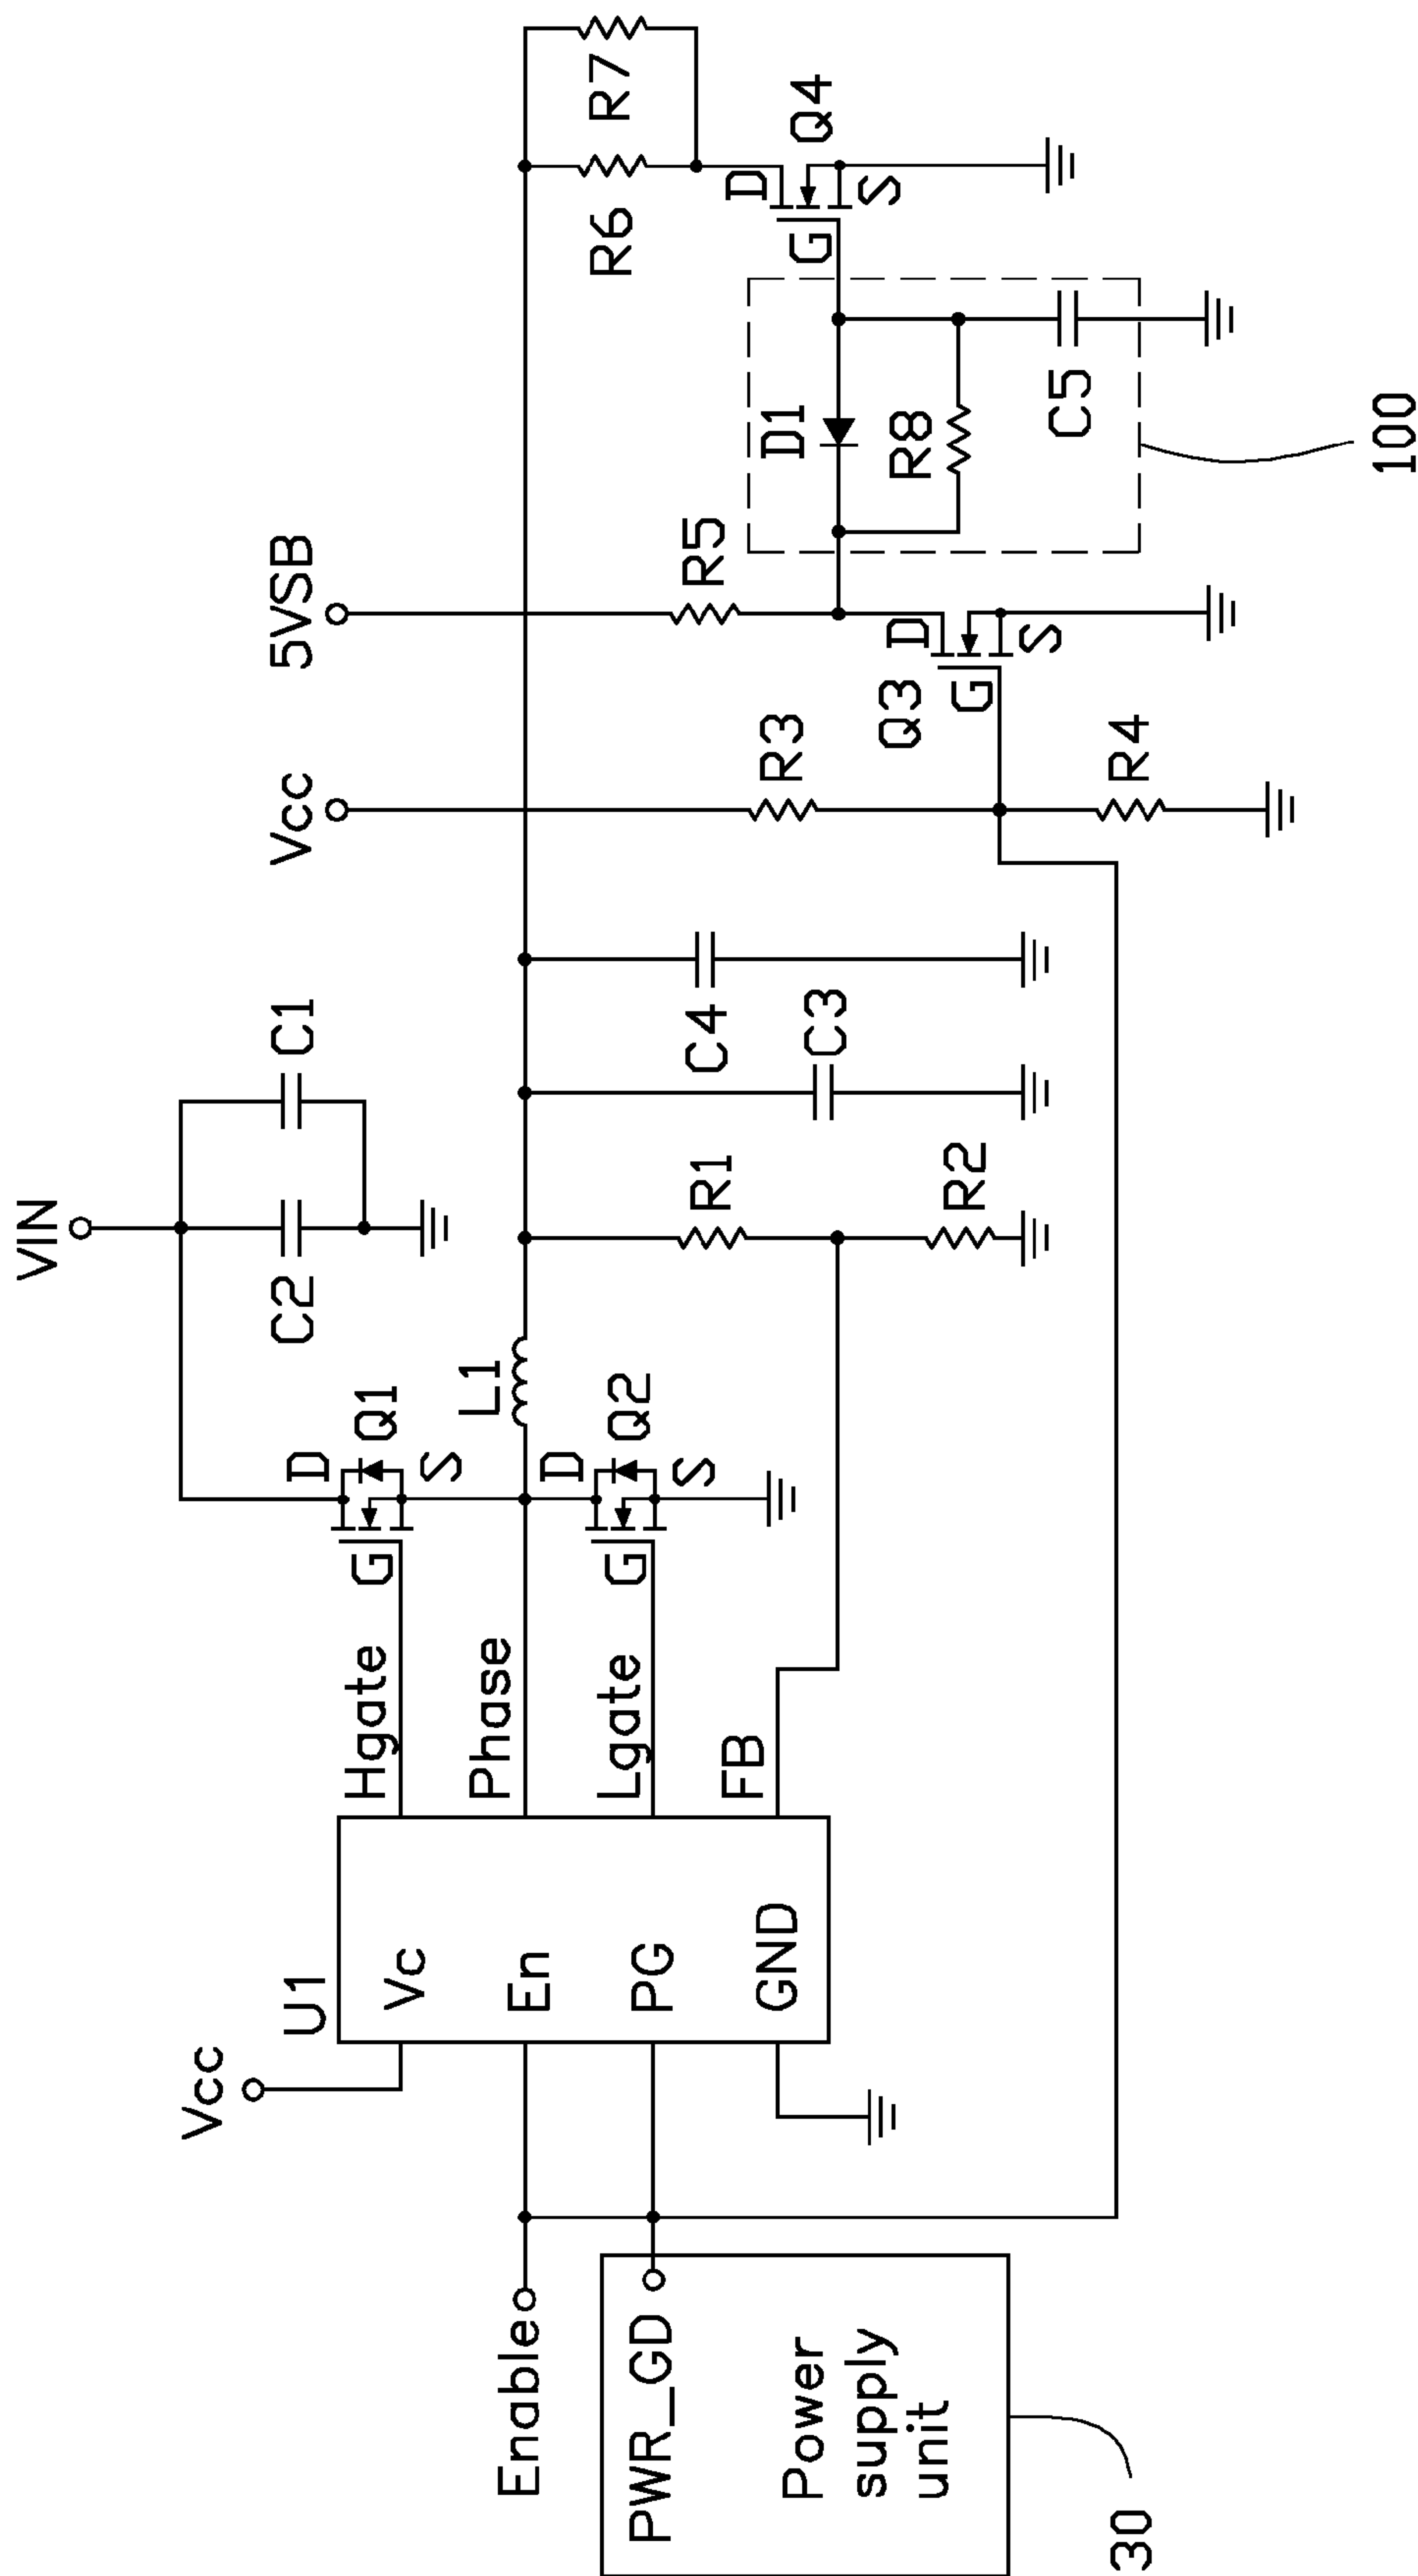 VIN
C2
C1
Vcc
5VSB
Vcc
U1
Vc
En
PG
GND
Hgate
Phase
Lgate
FB
D
G
Q1
S
L1
D
G
Q2
S
R1
R2
C4
C3
R3
R4
R5
Q3
D
G
S
D1
R8
C5
R6
R7
Q4
D
G
S
100
Enable
PWR_GD
Power
supply
unit
30